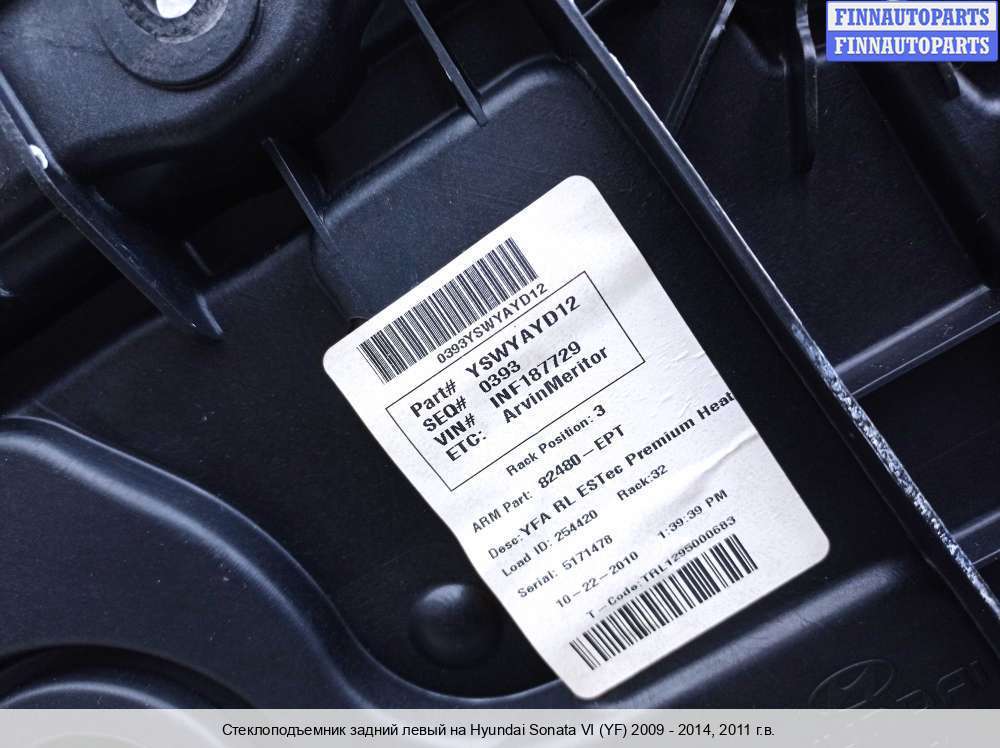 FINNAUTOPARTS
FINNAUTOPARTS
0393YSWYAYD12
Part# YSWYAYD12
SEQ# 0393
VIN# INF187729
ETC: ArvinMeritor
Rack Position: 3
ARM Part: 82480-EPT
Desc: YFA RL ESTec Premium Heat
Load ID: 254420 Rack:32
Serial: 5171478
10-22-2010 1:39:39 PM
T-Code: TRL1295000683
Стеклоподъемник задний левый на Hyundai Sonata VI (YF) 2009 - 2014, 2011 г.в.